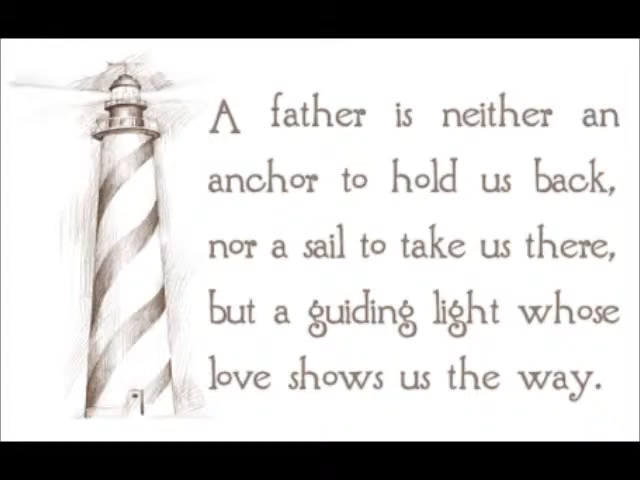 A father is neither an
anchor to hold us back,
nor a sail to take us there,
but a guiding light whose
love shows us the way.